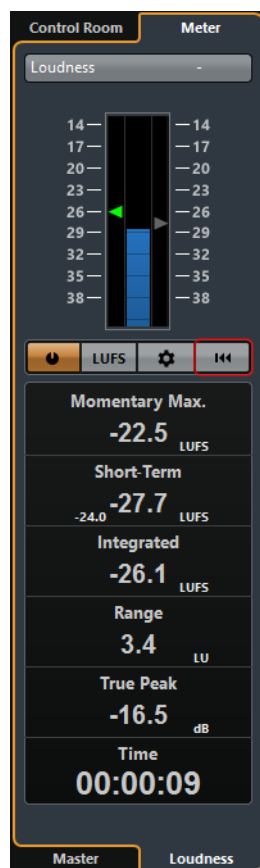 Control Room Meter
Loudness -
14 14
17 17
20 20
23 23
26 26
29 29
32 32
35 35
38 38
LUFS
Momentary Max.
-22.5 LUFS
Short-Term
-24.0 -27.7 LUFS
Integrated
-26.1 LUFS
Range
3.4 LU
True Peak
-16.5 dB
Time
00:00:09
Master Loudness